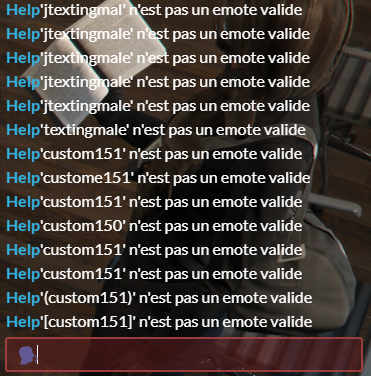 Help'jtextingmal' n'est pas un emote valide
Help'jtextingmale' n'est pas un emote valide
Help'jtextingmale' n'est pas un emote valide
Help'jtextingmale' n'est pas un emote valide
Help'jtextingmale' n'est pas un emote valide
Help'textingmale' n'est pas un emote valide
Help'custom151' n'est pas un emote valide
Help'custome151' n'est pas un emote valide
Help'custom151' n'est pas un emote valide
Help'custom150' n'est pas un emote valide
Help'custom151' n'est pas un emote valide
Help'custom151' n'est pas un emote valide
Help'(custom151)' n'est pas un emote valide
Help'[custom151]' n'est pas un emote valide